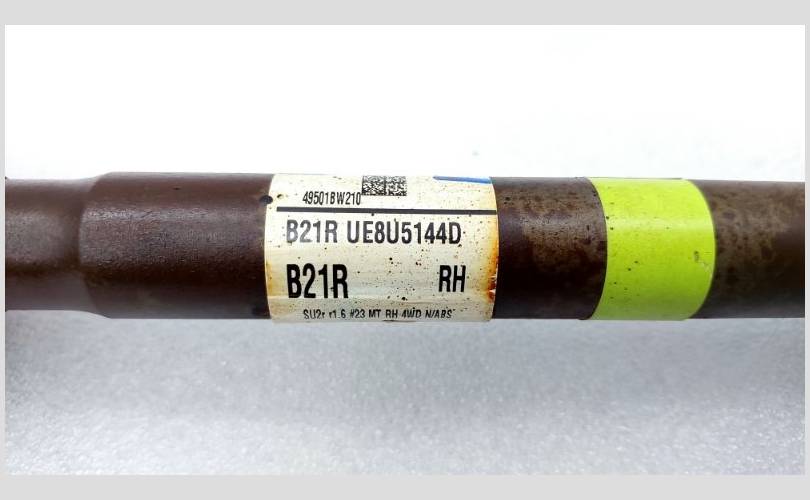 49501BW210
B21R UE8U5144D
B21R RH
SU2r r1.6 #23 MT RH 4WD N/ABS